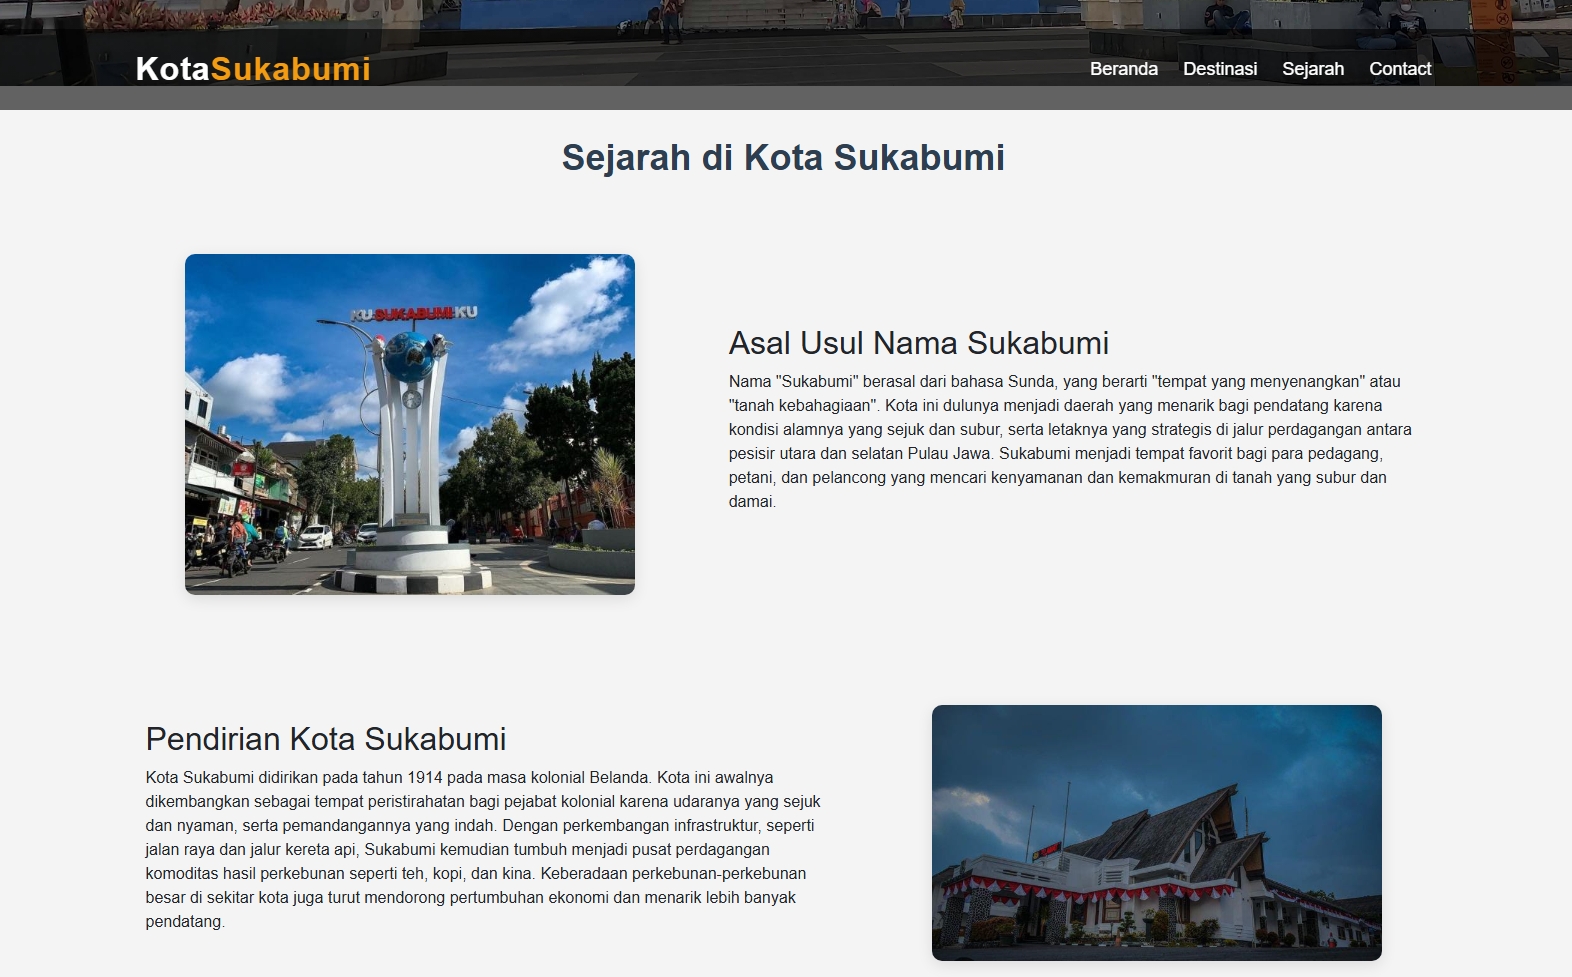 KotaSukabumi
Beranda Destinasi Sejarah Contact
Sejarah di Kota Sukabumi
KU SUKABUMI KU
Asal Usul Nama Sukabumi
Nama "Sukabumi" berasal dari bahasa Sunda, yang berarti "tempat yang menyenangkan" atau
"tanah kebahagiaan". Kota ini dulunya menjadi daerah yang menarik bagi pendatang karena
kondisi alamnya yang sejuk dan subur, serta letaknya yang strategis di jalur perdagangan antara
pesisir utara dan selatan Pulau Jawa. Sukabumi menjadi tempat favorit bagi para pedagang,
petani, dan pelancong yang mencari kenyamanan dan kemakmuran di tanah yang subur dan
damai.
Pendirian Kota Sukabumi
Kota Sukabumi didirikan pada tahun 1914 pada masa kolonial Belanda. Kota ini awalnya
dikembangkan sebagai tempat peristirahatan bagi pejabat kolonial karena udaranya yang sejuk
dan nyaman, serta pemandangannya yang indah. Dengan perkembangan infrastruktur, seperti
jalan raya dan jalur kereta api, Sukabumi kemudian tumbuh menjadi pusat perdagangan
komoditas hasil perkebunan seperti teh, kopi, dan kina. Keberadaan perkebunan-perkebunan
besar di sekitar kota juga turut mendorong pertumbuhan ekonomi dan menarik lebih banyak
pendatang.